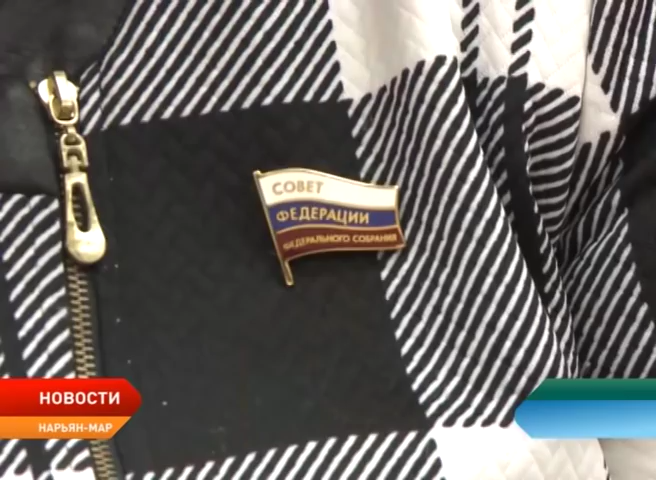 СОВЕТ
ФЕДЕРАЦИИ
ФЕДЕРАЛЬНОГО СОБРАНИЯ
НОВОСТИ
НАРЬЯН-МАР